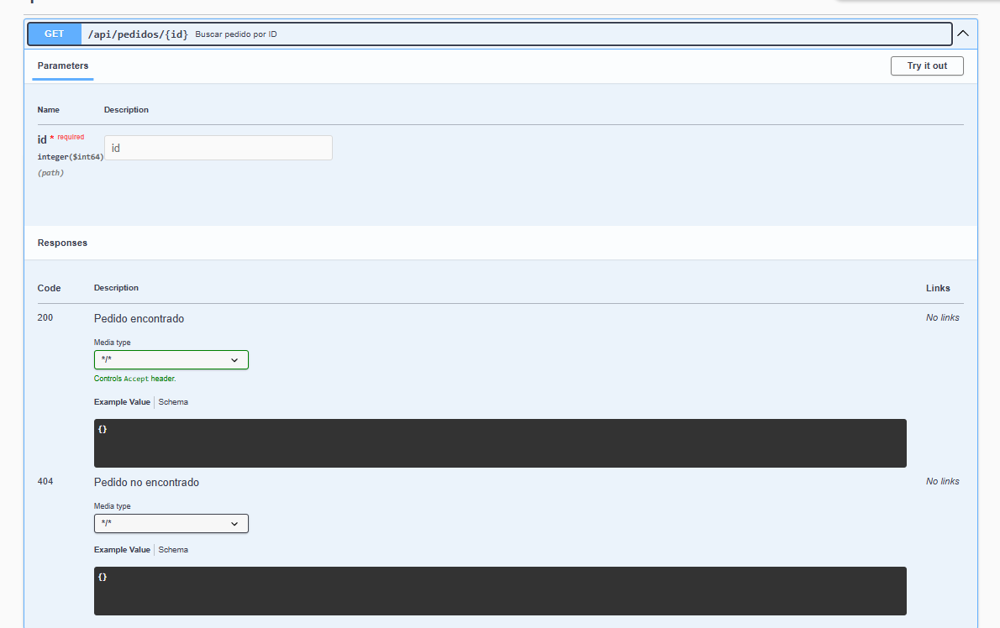 GET /api/pedidos/{id} Buscar pedido por ID
Parameters Try it out
Name Description
id * required
integer($int64)
(path)
id
Responses
Code Description Links
200 Pedido encontrado No links
Media type
*/*
Controls Accept header.
Example Value Schema
{}
404 Pedido no encontrado No links
Media type
*/*
Example Value Schema
{}